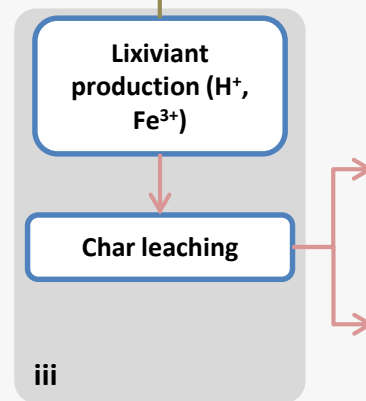 Lixiviant
production (H⁺,
Fe³⁺)
Char leaching
iii